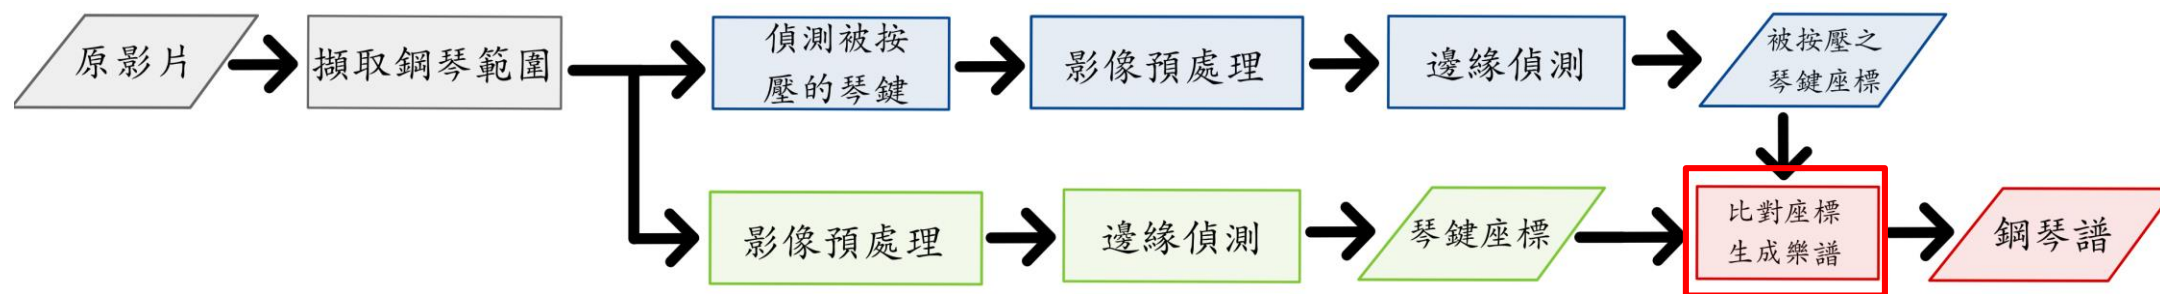 原影片
擷取鋼琴範圍
偵測被按
壓的琴鍵
影像預處理
邊緣偵測
被按壓之
琴鍵座標
影像預處理
邊緣偵測
琴鍵座標
比對座標
生成樂譜
鋼琴譜